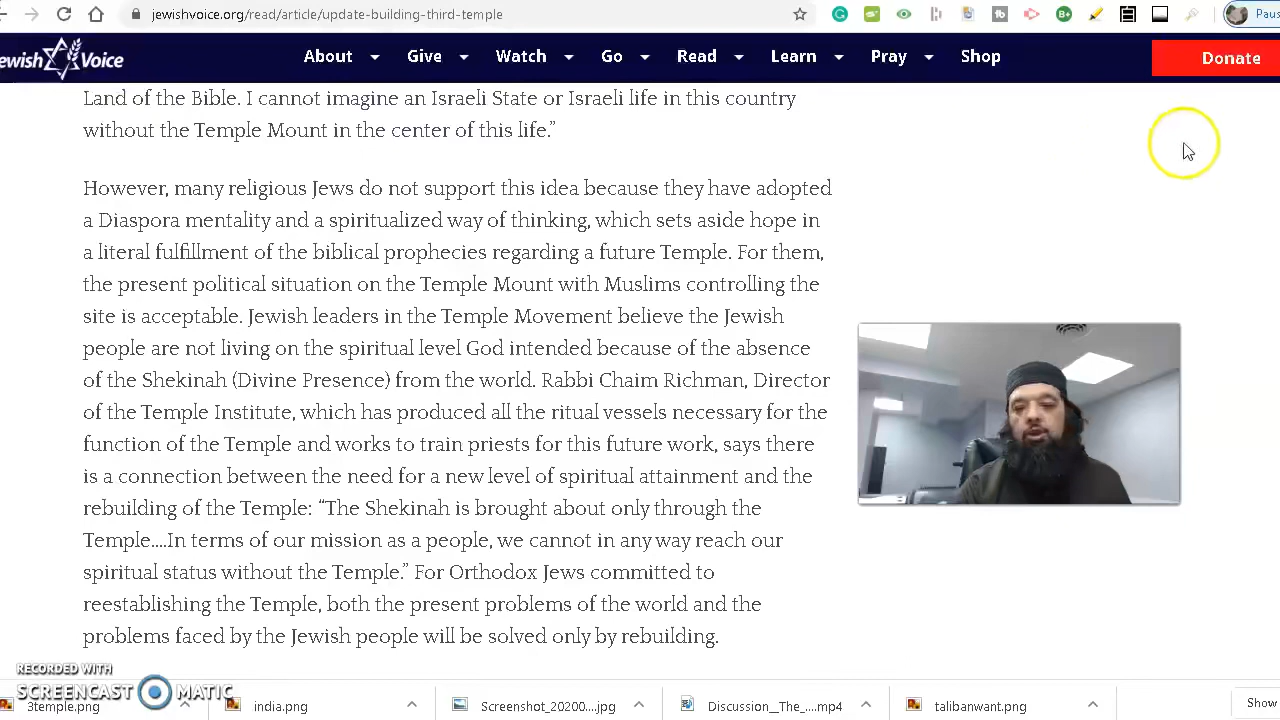 jewishvoice.org/read/article/update-building-third-temple
Paus
ewish Voice
About Give Watch Go Read Learn Pray Shop
Donate
Land of the Bible. I cannot imagine an Israeli State or Israeli life in this country
without the Temple Mount in the center of this life.”
However, many religious Jews do not support this idea because they have adopted
a Diaspora mentality and a spiritualized way of thinking, which sets aside hope in
a literal fulfillment of the biblical prophecies regarding a future Temple. For them,
the present political situation on the Temple Mount with Muslims controlling the
site is acceptable. Jewish leaders in the Temple Movement believe the Jewish
people are not living on the spiritual level God intended because of the absence
of the Shekinah (Divine Presence) from the world. Rabbi Chaim Richman, Director
of the Temple Institute, which has produced all the ritual vessels necessary for the
function of the Temple and works to train priests for this future work, says there
is a connection between the need for a new level of spiritual attainment and the
rebuilding of the Temple: “The Shekinah is brought about only through the
Temple....In terms of our mission as a people, we cannot in any way reach our
spiritual status without the Temple.” For Orthodox Jews committed to
reestablishing the Temple, both the present problems of the world and the
problems faced by the Jewish people will be solved only by rebuilding.
RECORDED WITH
SCREENCAST MATIC
3temple.png
india.png
Screenshot_20200....jpg
Discussion__The_....mp4
talibanwant.png
Show